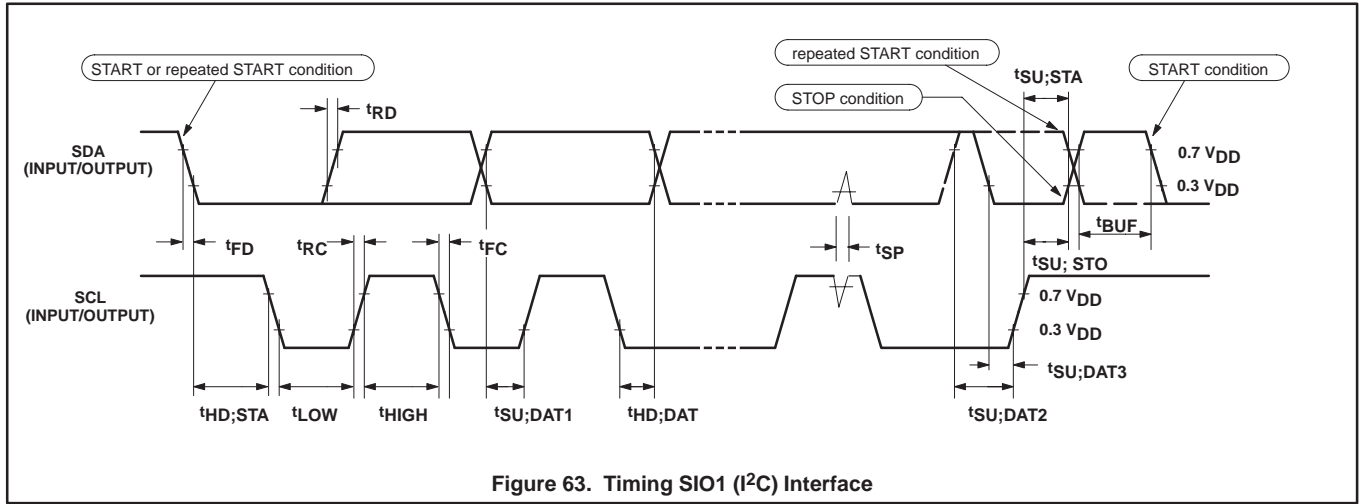 repeated START condition
START or repeated START condition
tSU;STA
START condition
STOP condition
tRD
SDA
(INPUT/OUTPUT)
0.7 VDD
0.3 VDD
tFD
tRC
tFC
tSP
tBUF
tSU; STO
SCL
(INPUT/OUTPUT)
0.7 VDD
0.3 VDD
tSU;DAT3
tHD;STA
tLOW
tHIGH
tSU;DAT1
tHD;DAT
tSU;DAT2
Figure 63. Timing SIO1 (I2C) Interface